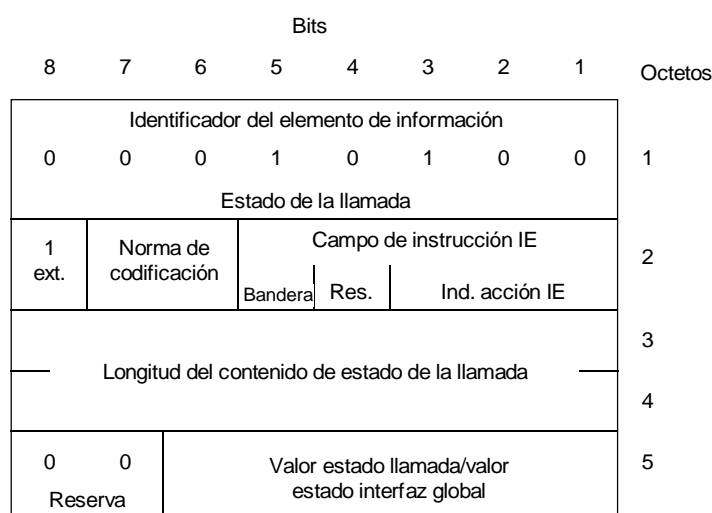 Bits
8 7 6 5 4 3 2 1 Octetos
Identificador del elemento de información
0 0 0 1 0 1 0 0 1
Estado de la llamada
1 ext.
Norma de codificación
Campo de instrucción IE
2
Bandera Res. Ind. acción IE
3
Longitud del contenido de estado de la llamada
4
0 0
Reserva
Valor estado llamada/valor
estado interfaz global
5